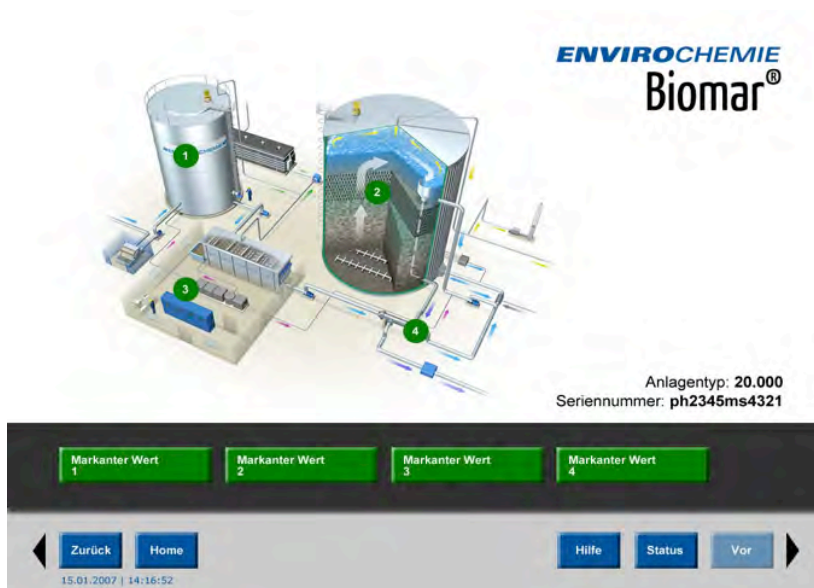 ENVIROCHEMIE
Biomar®
1
2
3
4
Anlagentyp: 20.000
Seriennummer: ph2345ms4321
Markanter Wert
1
Markanter Wert
2
Markanter Wert
3
Markanter Wert
4
Zurück
Home
Hilfe
Status
Vor
15.01.2007 | 14:16:52